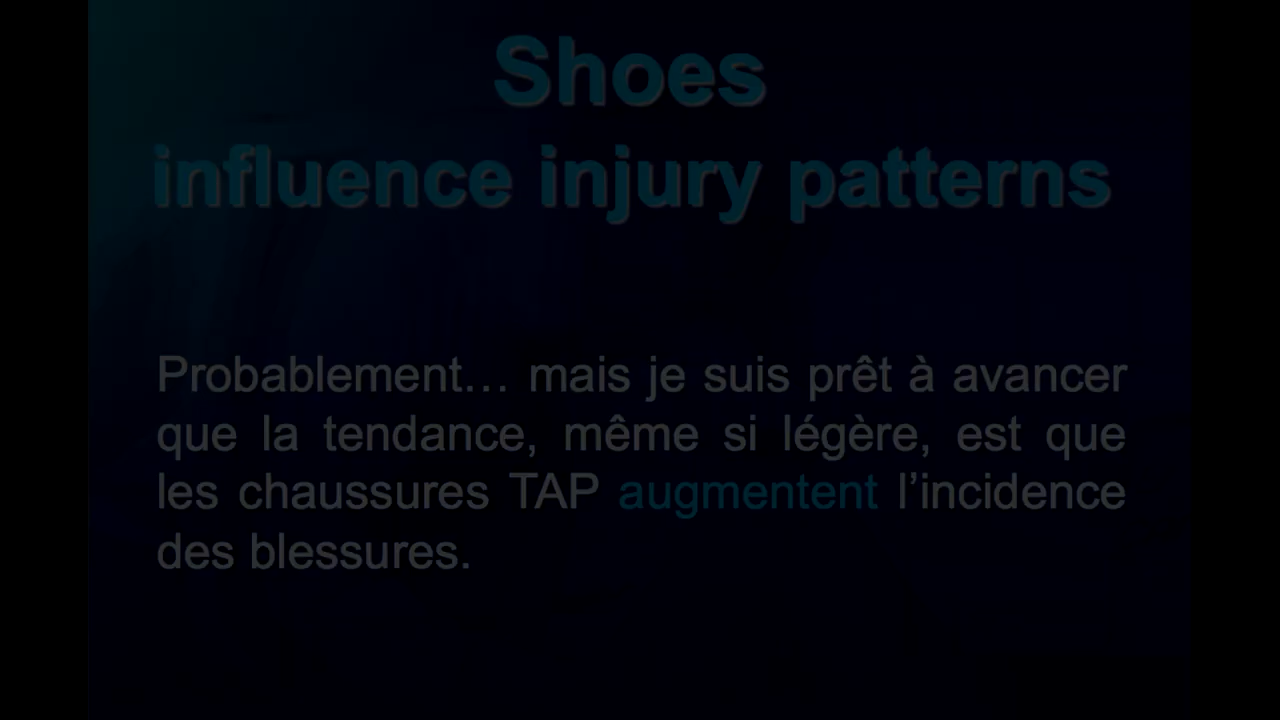 Shoes
influence injury patterns
Probablement… mais je suis prêt à avancer
que la tendance, même si légère, est que
les chaussures TAP augmentent l’incidence
des blessures.